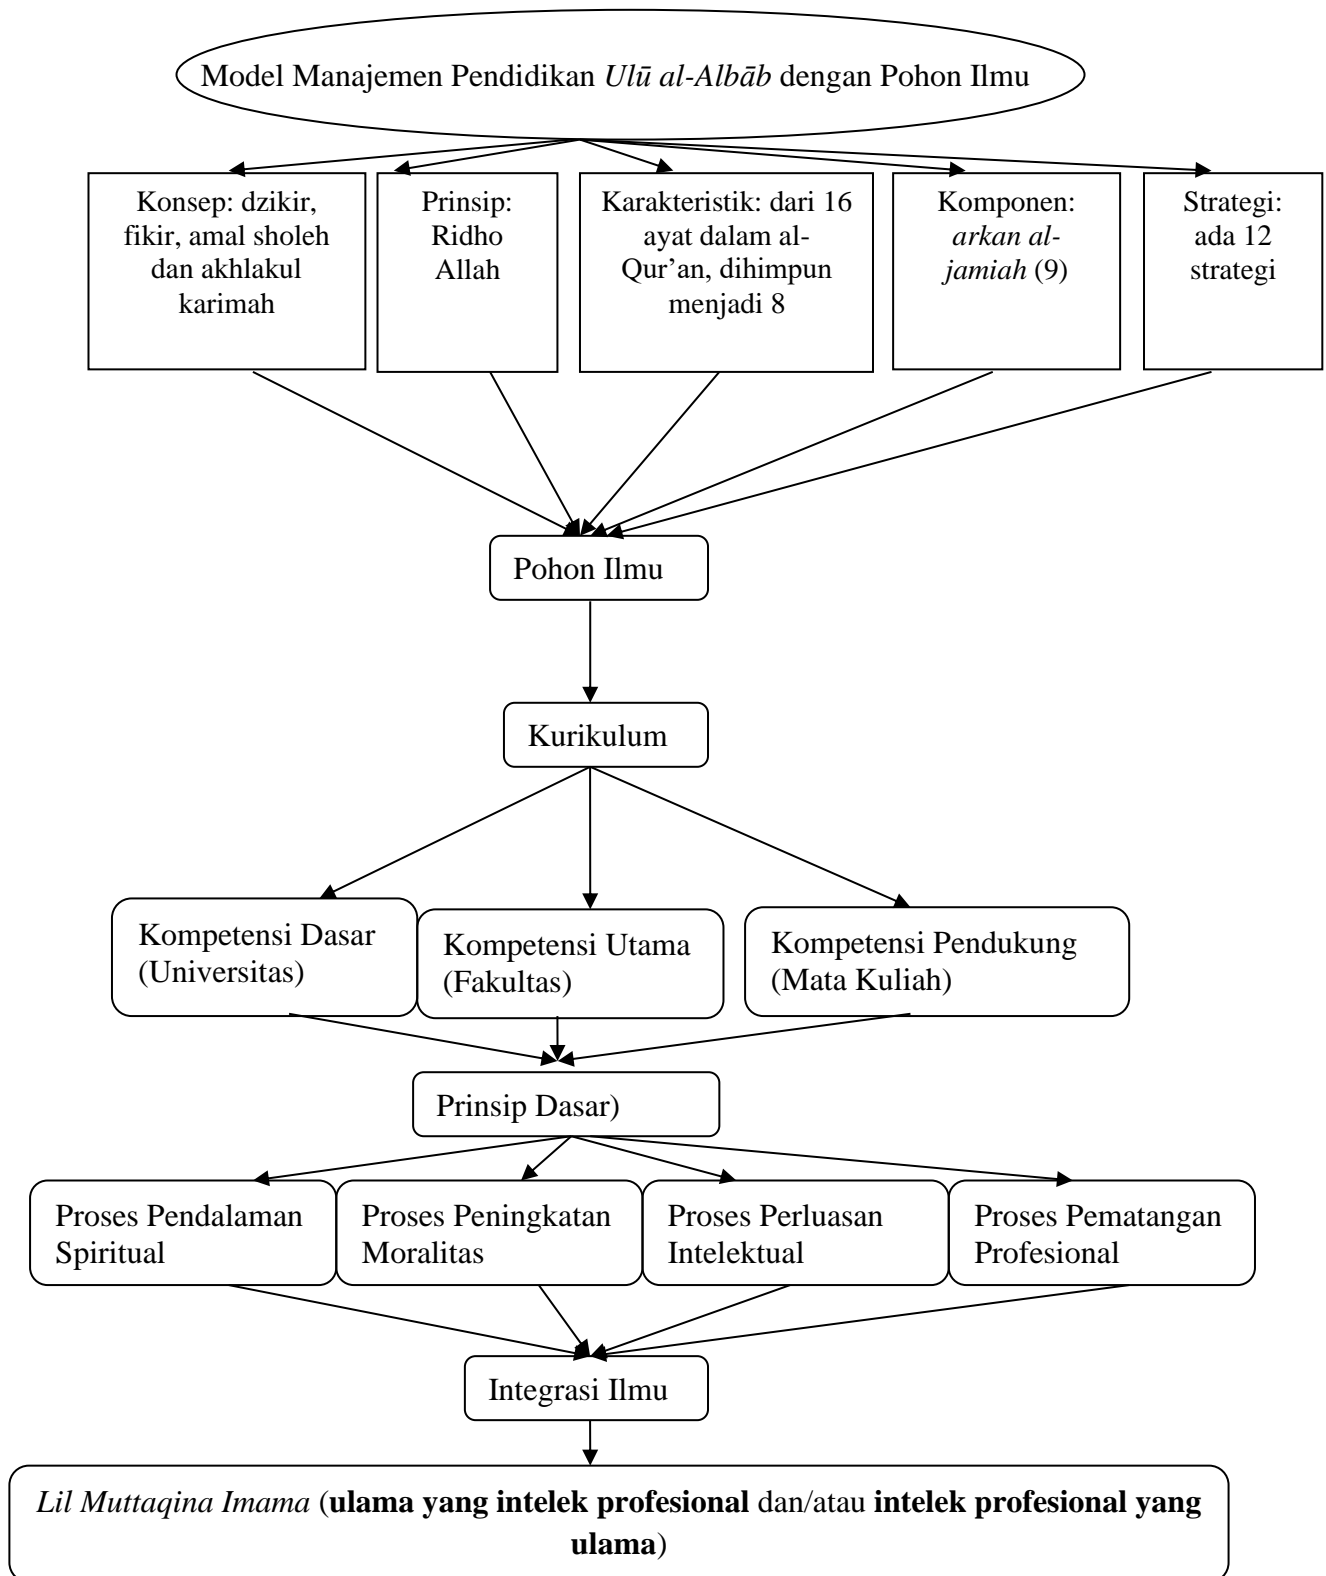 Model Manajemen Pendidikan Ulū al-Albāb dengan Pohon Ilmu
Konsep: dzikir,
fikir, amal sholeh
dan akhlakul
karimah
Prinsip:
Ridho
Allah
Karakteristik: dari 16
ayat dalam al-
Qur’an, dihimpun
menjadi 8
Komponen:
arkan al-
jamiah (9)
Strategi:
ada 12
strategi
Pohon Ilmu
Kurikulum
Kompetensi Dasar
(Universitas)
Kompetensi Utama
(Fakultas)
Kompetensi Pendukung
(Mata Kuliah)
Prinsip Dasar)
Proses Pendalaman
Spiritual
Proses Peningkatan
Moralitas
Proses Perluasan
Intelektual
Proses Pematangan
Profesional
Integrasi Ilmu
Lil Muttaqina Imama (ulama yang intelek profesional dan/atau intelek profesional yang
ulama)